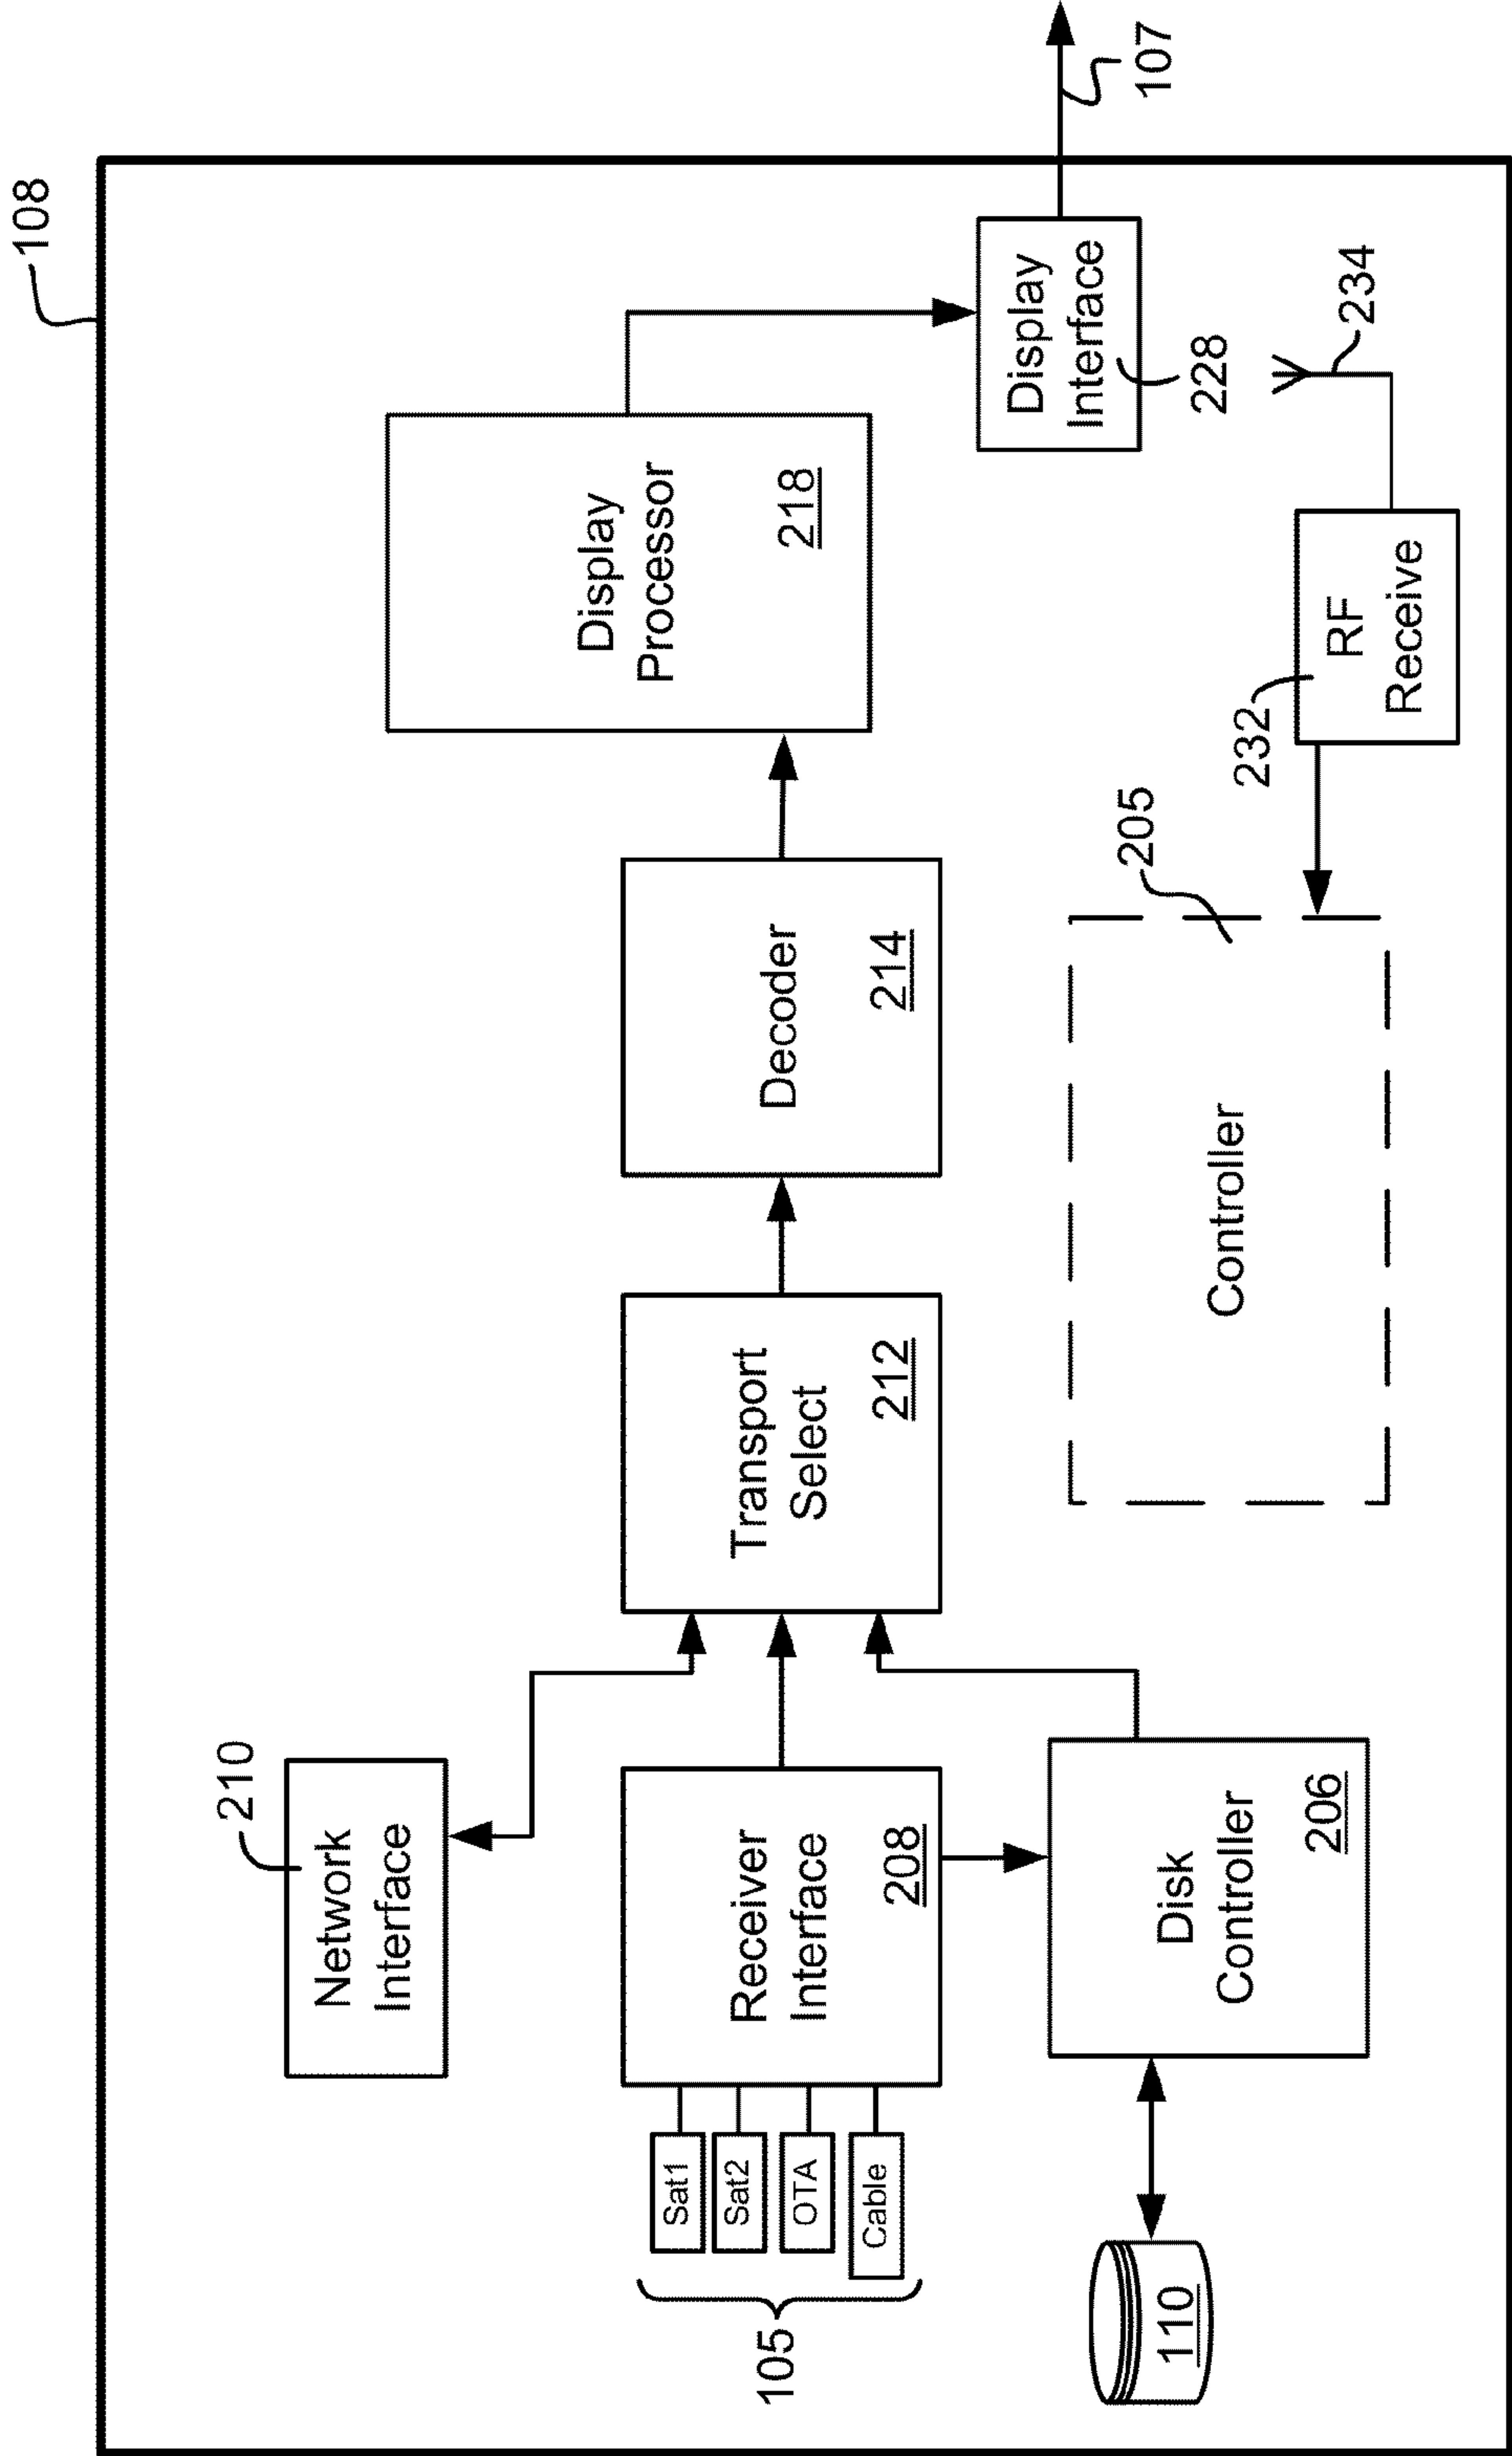 108
Network
Interface
210
Display
Processor
218
Sat1
Sat2
OTA
Cable
105
Receiver
Interface
208
Transport
Select
212
Decoder
214
Display
Interface
228
107
110
Disk
Controller
206
Controller
205
232
RF
Receive
234